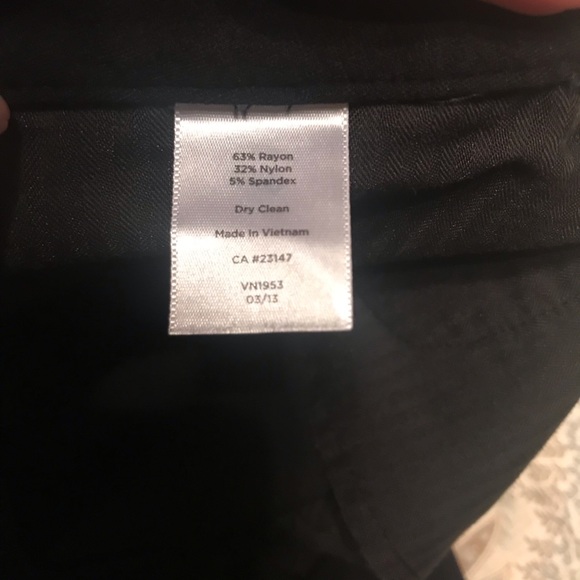 63% Rayon
32% Nylon
5% Spandex
Dry Clean
Made in Vietnam
CA #23147
VN1953
03/13